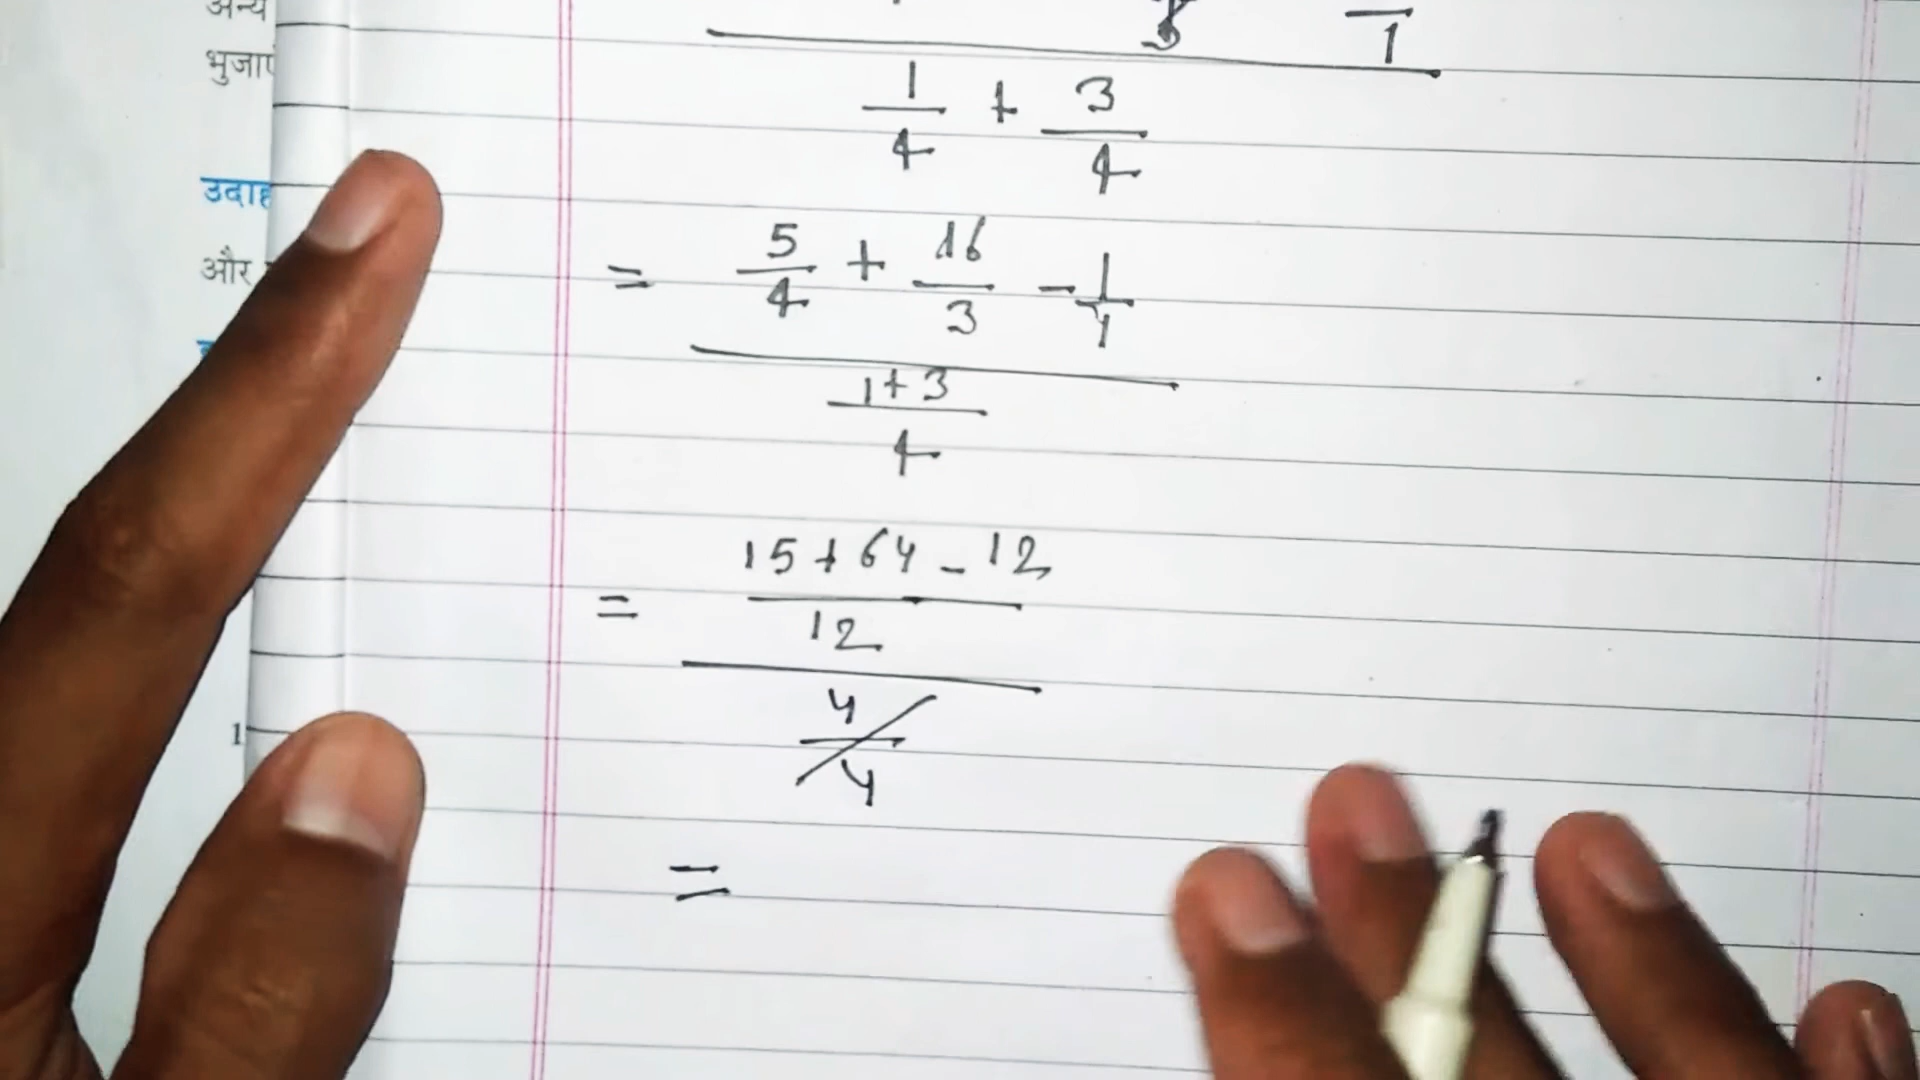 अन्य
भुजाएँ
उदाह
और
1
3 1
1/4 + 3/4
= (5/4 + 16/3 - 1/1) / ((1+3)/4)
= ((15+64-12)/12) / (4/4)
=